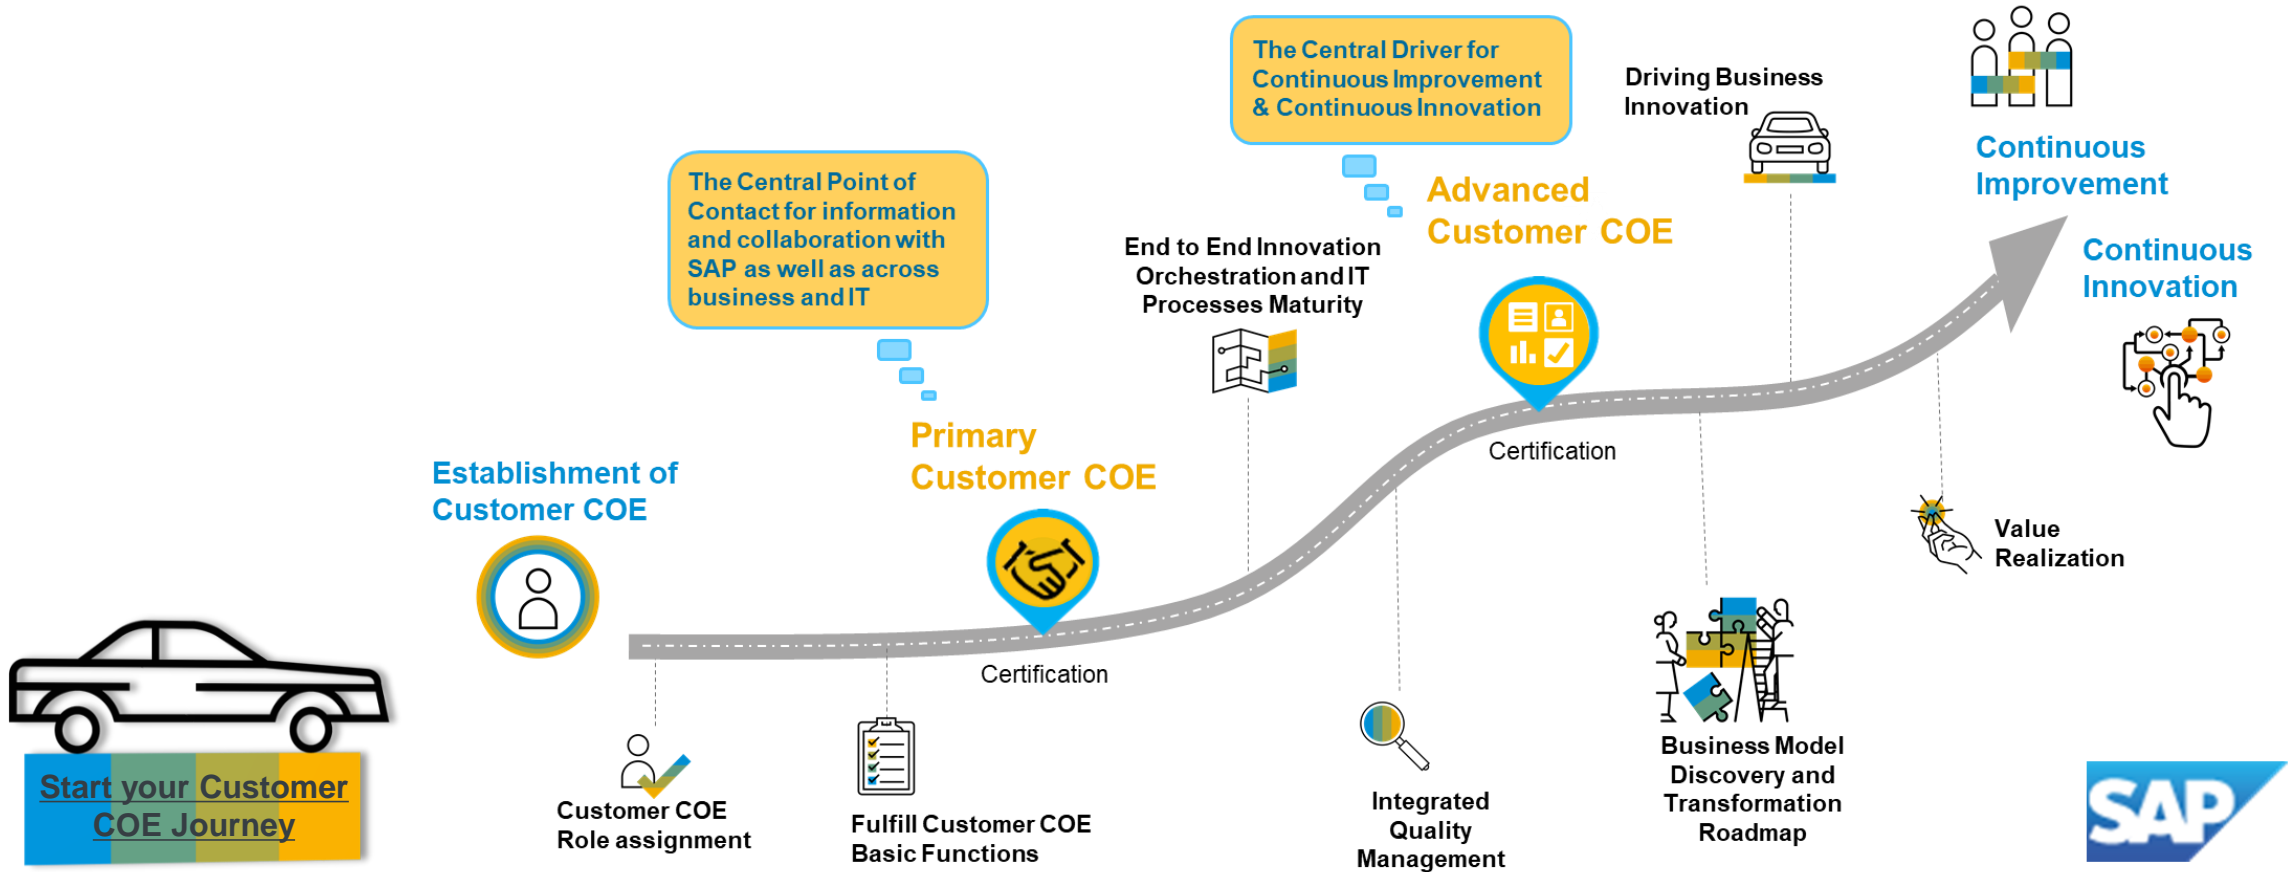 The Central Driver for
Continuous Improvement
& Continuous Innovation
Driving Business
Innovation
Continuous
Improvement
The Central Point of
Contact for information
and collaboration with
SAP as well as across
business and IT
Advanced
Customer COE
End to End Innovation
Orchestration and IT
Processes Maturity
Continuous
Innovation
Primary
Customer COE
Establishment of
Customer COE
Certification
Value
Realization
Certification
Start your Customer
COE Journey
Customer COE
Role assignment
Fulfill Customer COE
Basic Functions
Integrated
Quality
Management
Business Model
Discovery and
Transformation
Roadmap
SAP